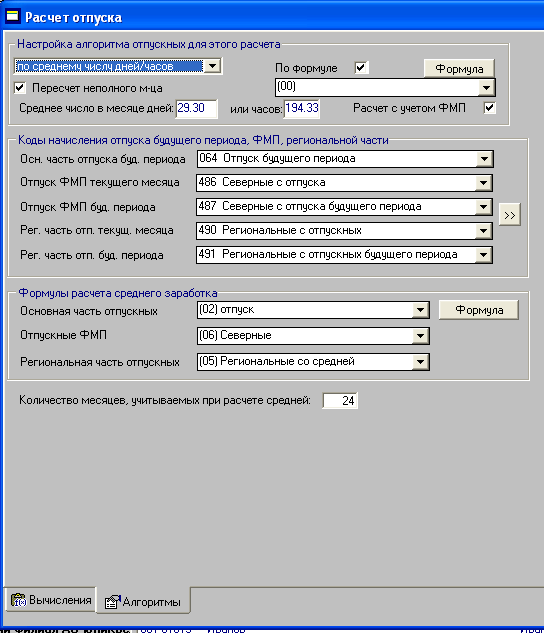 Расчет отпуска
Настройка алгоритма отпускных для этого расчета
по среднему числу дней/часов
По формуле
Формула
Пересчет неполного м-ца
(00)
Среднее число в месяце дней: 29.30 или часов: 194.33 Расчет с учетом ФМП
Коды начисления отпуска будущего периода, ФМП, региональной части
Осн. часть отпуска буд. периода 064 Отпуск будущего периода
Отпуск ФМП текущего месяца 486 Северные с отпуска
Отпуск ФМП буд. периода 487 Северные с отпуска будущего периода
>>
Рег. часть отп. текущ. месяца 490 Региональные с отпускных
Рег. часть отп. буд. периода 491 Региональные с отпускных будущего периода
Формулы расчета среднего заработка
Основная часть отпускных (02) отпуск Формула
Отпускные ФМП (06) Северные
Региональная часть отпускных (05) Региональные со средней
Количество месяцев, учитываемых при расчете средней: 24
Вычисления Алгоритмы